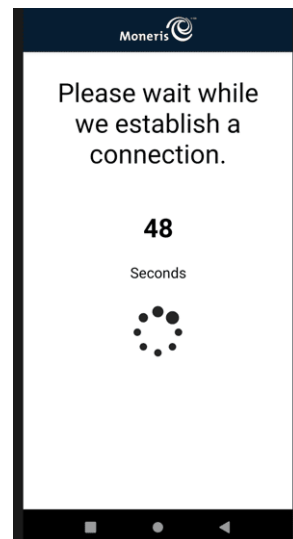 Moneris
Please wait while
we establish a
connection.
48
Seconds